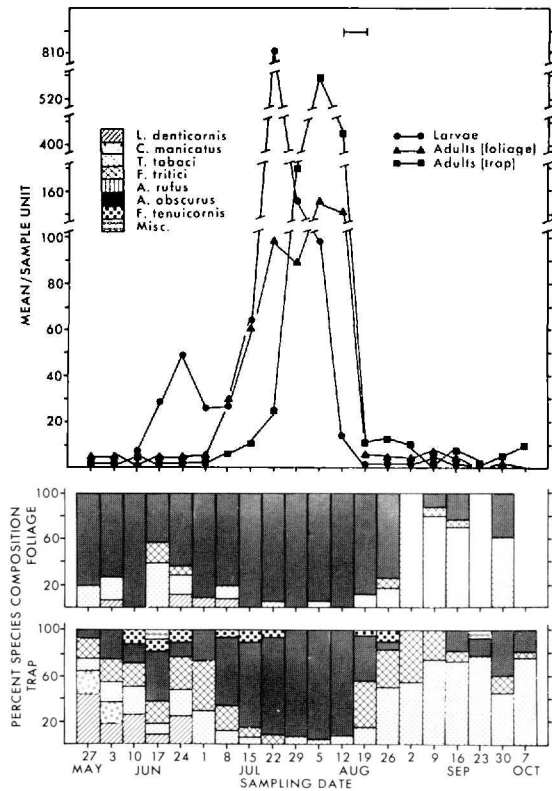 810
520
400
160
100
80
60
40
20
MEAN/SAMPLE UNIT
L. denticornis
C. manicatus
T. tabaci
F. tritici
A. rufus
A. obscurus
F. tenuicornis
Misc.
Larvae
Adults (foliage)
Adults (trap)
100
60
20
PERCENT SPECIES COMPOSITION
FOLIAGE
100
60
20
TRAP
27 3 10 17 24 1 8 15 22 29 5 12 19 26 2 9 16 23 30 7
MAY JUN JUL AUG SEP OCT
SAMPLING DATE